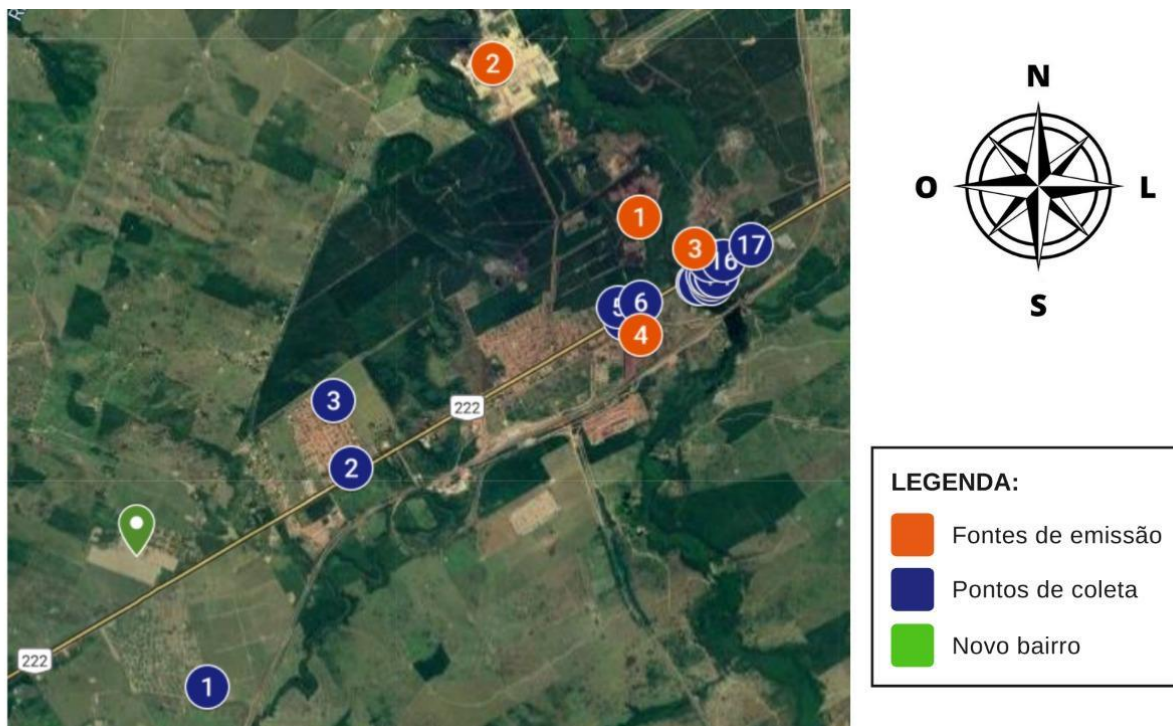 R
2
1
3
17
16
6
5
4
3
222
2
1
222
N
O
L
S
LEGENDA:
Fontes de emissão
Pontos de coleta
Novo bairro